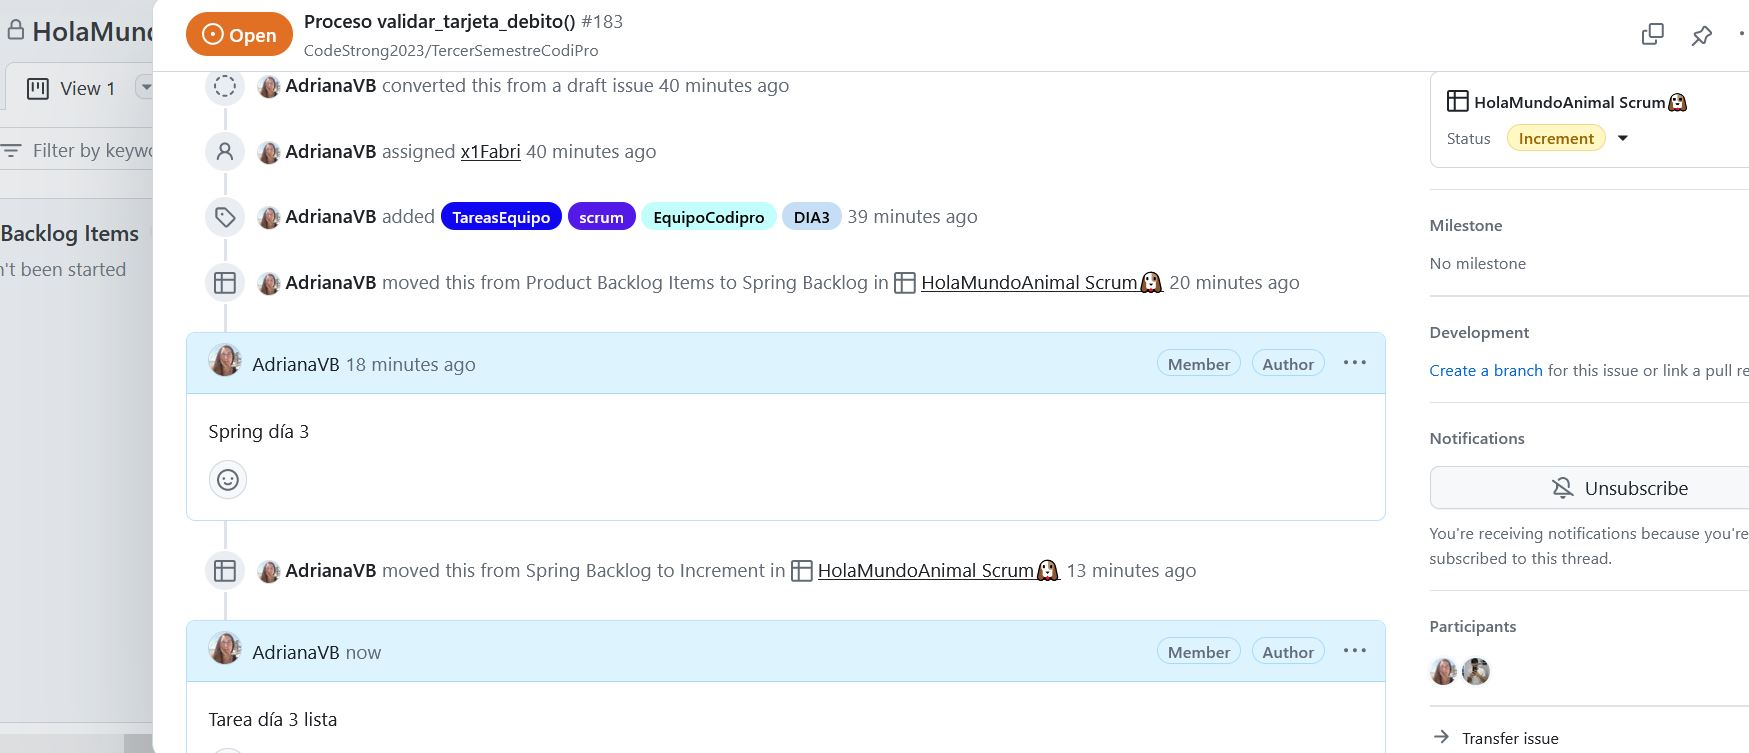 HolaMund
View 1
Filter by keywo
Backlog Items
n't been started
Open
Proceso validar_tarjeta_debito() #183
CodeStrong2023/TercerSemestreCodiPro
AdrianaVB converted this from a draft issue 40 minutes ago
AdrianaVB assigned x1Fabri 40 minutes ago
AdrianaVB added TareasEquipo scrum EquipoCodipro DIA3 39 minutes ago
AdrianaVB moved this from Product Backlog Items to Spring Backlog in HolaMundoAnimal Scrum🐶 20 minutes ago
AdrianaVB 18 minutes ago
Member Author
Spring día 3
AdrianaVB moved this from Spring Backlog to Increment in HolaMundoAnimal Scrum🐶 13 minutes ago
AdrianaVB now
Member Author
Tarea día 3 lista
HolaMundoAnimal Scrum🐶
Status Increment
Milestone
No milestone
Development
Create a branch for this issue or link a pull re
Notifications
Unsubscribe
You're receiving notifications because you're
subscribed to this thread.
Participants
Transfer issue